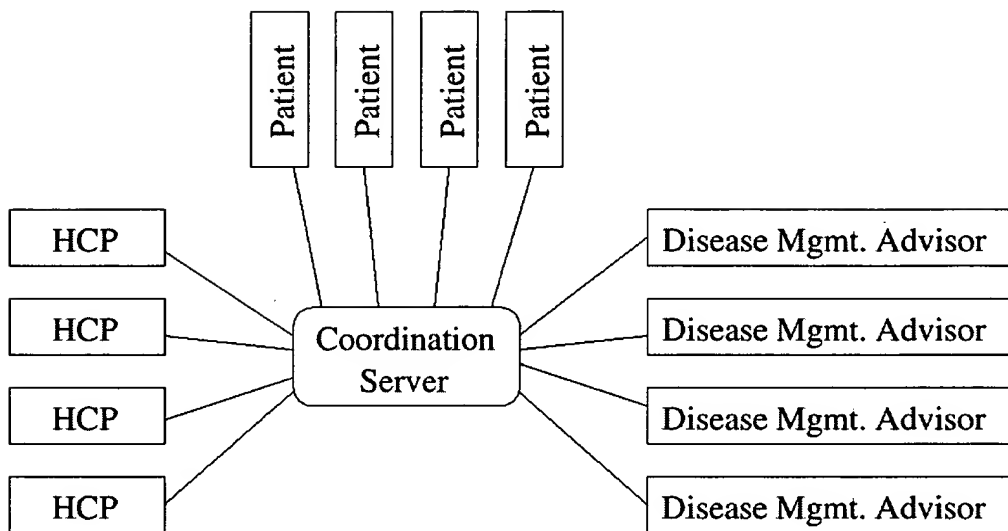 Patient
Patient
Patient
Patient
HCP
HCP
HCP
HCP
Coordination
Server
Disease Mgmt. Advisor
Disease Mgmt. Advisor
Disease Mgmt. Advisor
Disease Mgmt. Advisor